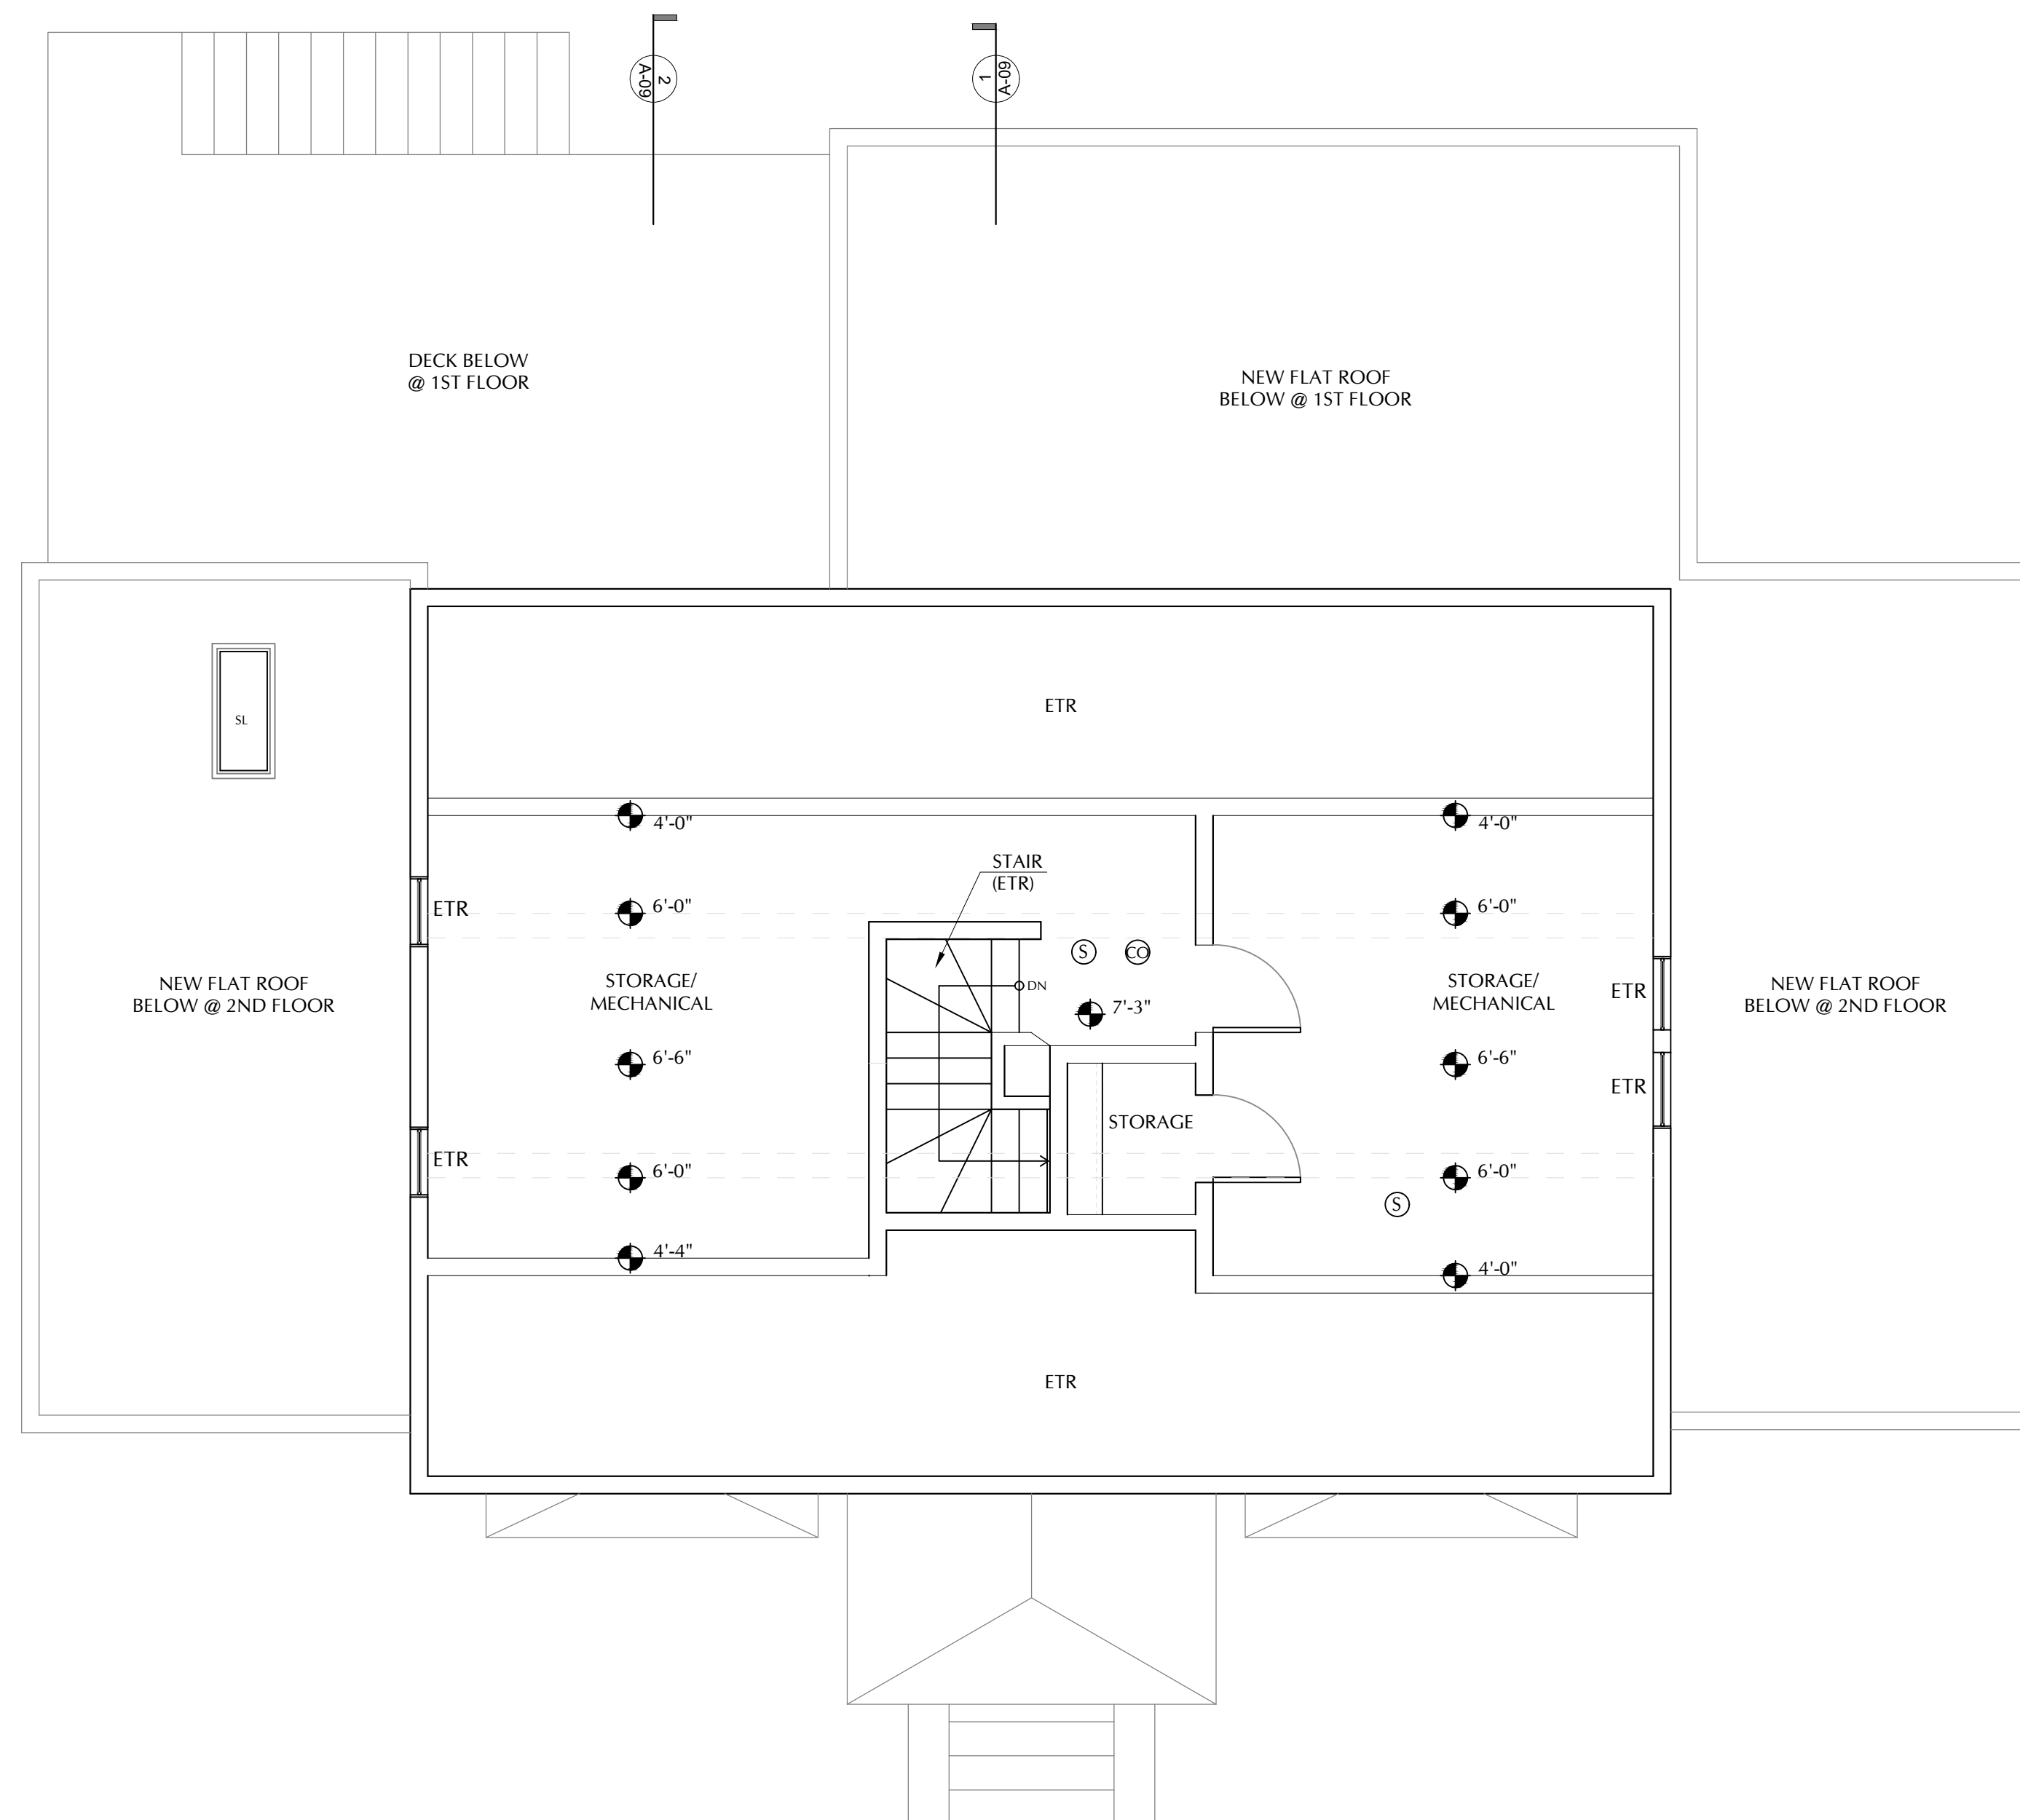 2
A-09
1
A-09
DECK BELOW
@ 1ST FLOOR
NEW FLAT ROOF
BELOW @ 1ST FLOOR
SL
ETR
4'-0"
4'-0"
STAIR
(ETR)
ETR
6'-0"
6'-0"
S
CO
NEW FLAT ROOF
BELOW @ 2ND FLOOR
STORAGE/
MECHANICAL
DN
7'-3"
STORAGE/
MECHANICAL
ETR
NEW FLAT ROOF
BELOW @ 2ND FLOOR
6'-6"
6'-6"
ETR
STORAGE
ETR
6'-0"
6'-0"
S
4'-4"
4'-0"
ETR